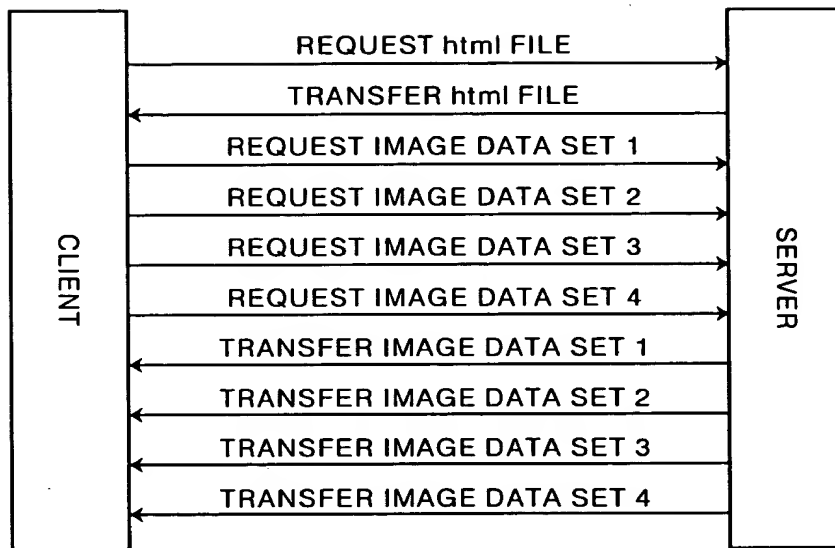 REQUEST html FILE
TRANSFER html FILE
REQUEST IMAGE DATA SET 1
REQUEST IMAGE DATA SET 2
REQUEST IMAGE DATA SET 3
REQUEST IMAGE DATA SET 4
TRANSFER IMAGE DATA SET 1
TRANSFER IMAGE DATA SET 2
TRANSFER IMAGE DATA SET 3
TRANSFER IMAGE DATA SET 4
CLIENT
SERVER